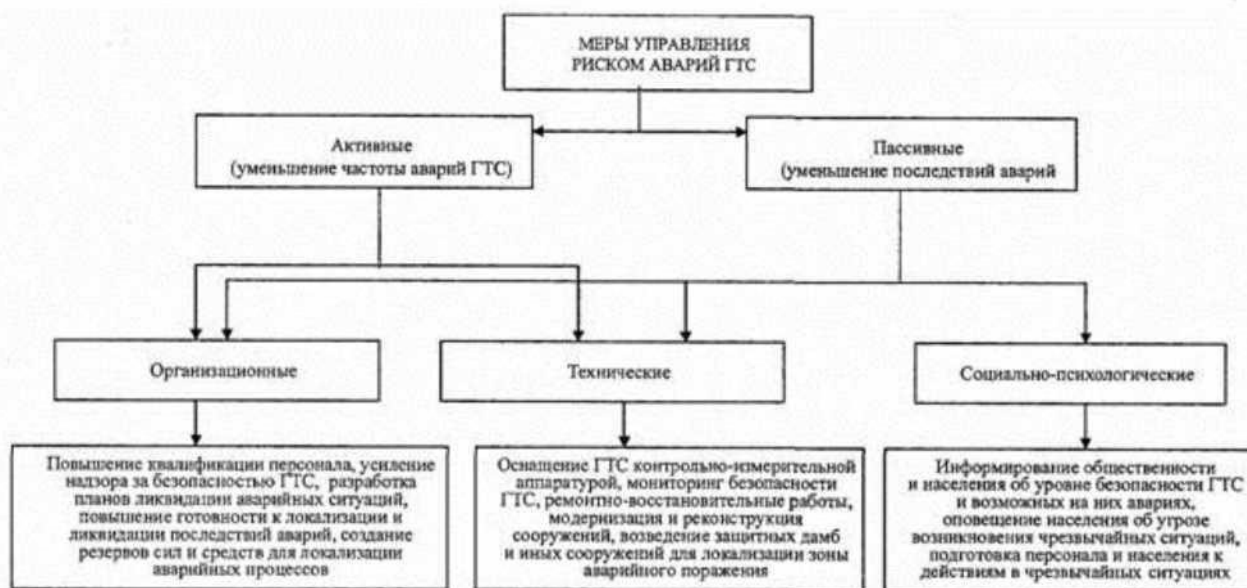 МЕРЫ УПРАВЛЕНИЯ
РИСКОМ АВАРИЙ ГТС
Активные
(уменьшение частоты аварий ГТС)
Пассивные
(уменьшение последствий аварий
Организационные
Технические
Социально-психологические
Повышение квалификации персонала, усиление
надзора за безопасностью ГТС, разработка
планов ликвидации аварийных ситуаций,
повышение готовности к локализации и
ликвидации последствий аварий, создание
резервов сил и средств для локализации
аварийных процессов
Оснащение ГТС контрольно-измерительной
аппаратурой, мониторинг безопасности
ГТС, ремонтно-восстановительные работы,
модернизация и реконструкция
сооружений, возведение защитных дамб
и иных сооружений для локализации зоны
аварийного поражения
Информирование общественности
и населения об уровне безопасности ГТС
и возможных на них авариях,
оповещение населения об угрозе
возникновения чрезвычайных ситуаций,
подготовка персонала и населения к
действиям в чрезвычайных ситуациях